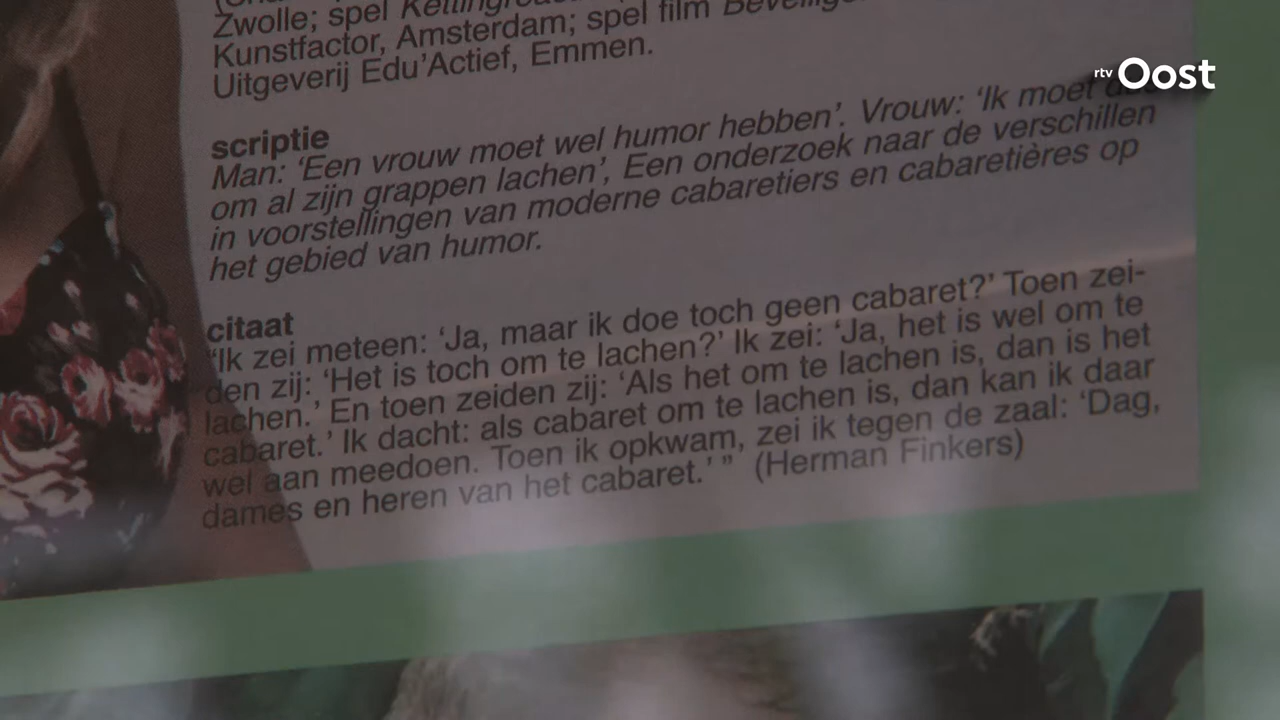 Zwolle; spel
Kunstfactor, Amsterdam; spel film
Uitgeverij Edu'Actief, Emmen.
rtv Oost
scriptie
Man: 'Een vrouw moet wel humor hebben'. Vrouw: 'Ik moet
om al zijn grappen lachen', Een onderzoek naar de verschillen
in voorstellingen van moderne cabaretiers en cabaretières op
het gebied van humor.
citaat
"Ik zei meteen: 'Ja, maar ik doe toch geen cabaret?' Toen zei-
den zij: 'Het is toch om te lachen?' Ik zei: 'Ja, het is wel om te
lachen.' En toen zeiden zij: 'Als het om te lachen is, dan is het
cabaret.' Ik dacht: als cabaret om te lachen is, dan kan ik daar
wel aan meedoen. Toen ik opkwam, zei ik tegen de zaal: 'Dag,
dames en heren van het cabaret.' " (Herman Finkers)